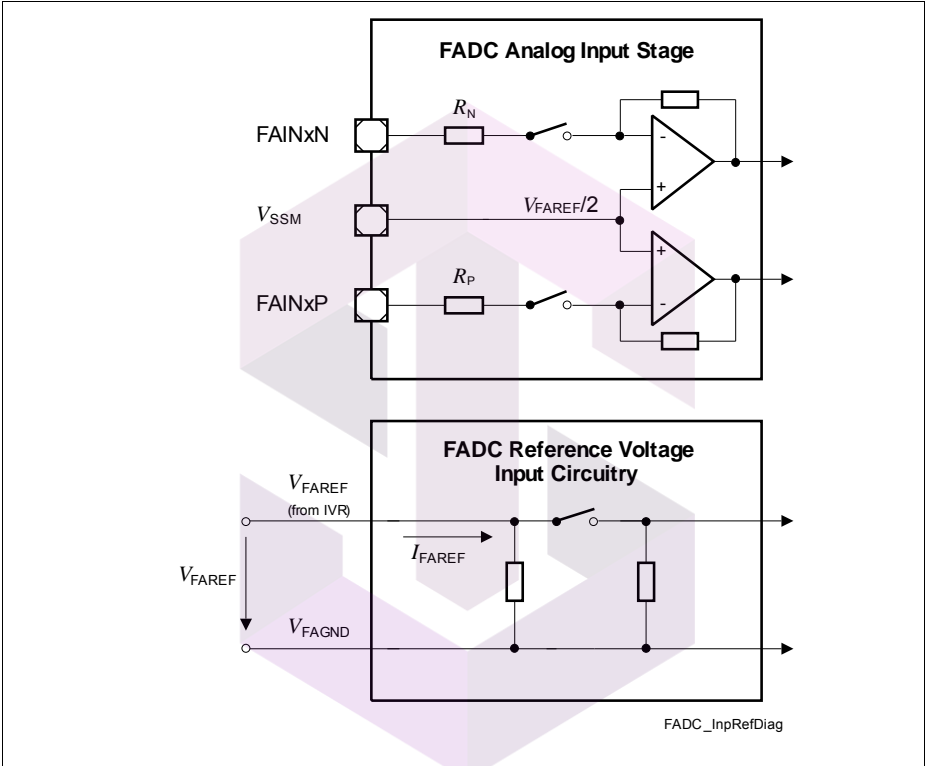 FADC Analog Input Stage
RN
FAINxN
-
+
VSSM
VFAREF/2
+
RP
FAINxP
-
FADC Reference Voltage
Input Circuitry
VFAREF
(from IVR)
IFAREF
VFAREF
VFAGND
FADC_InpRefDiag